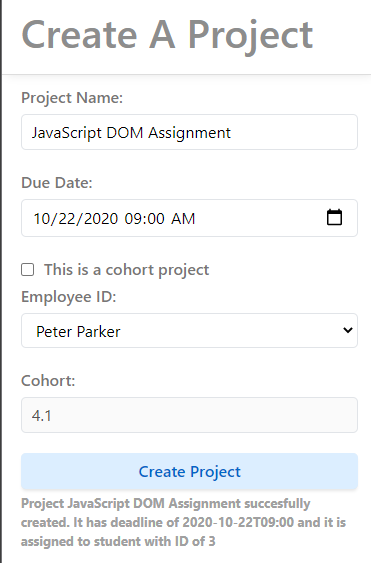 Create A Project
Project Name:
JavaScript DOM Assignment
Due Date:
10/22/2020 09:00 AM
This is a cohort project
Employee ID:
Peter Parker
Cohort:
4.1
Create Project
Project JavaScript DOM Assignment succesfully
created. It has deadline of 2020-10-22T09:00 and it is
assigned to student with ID of 3